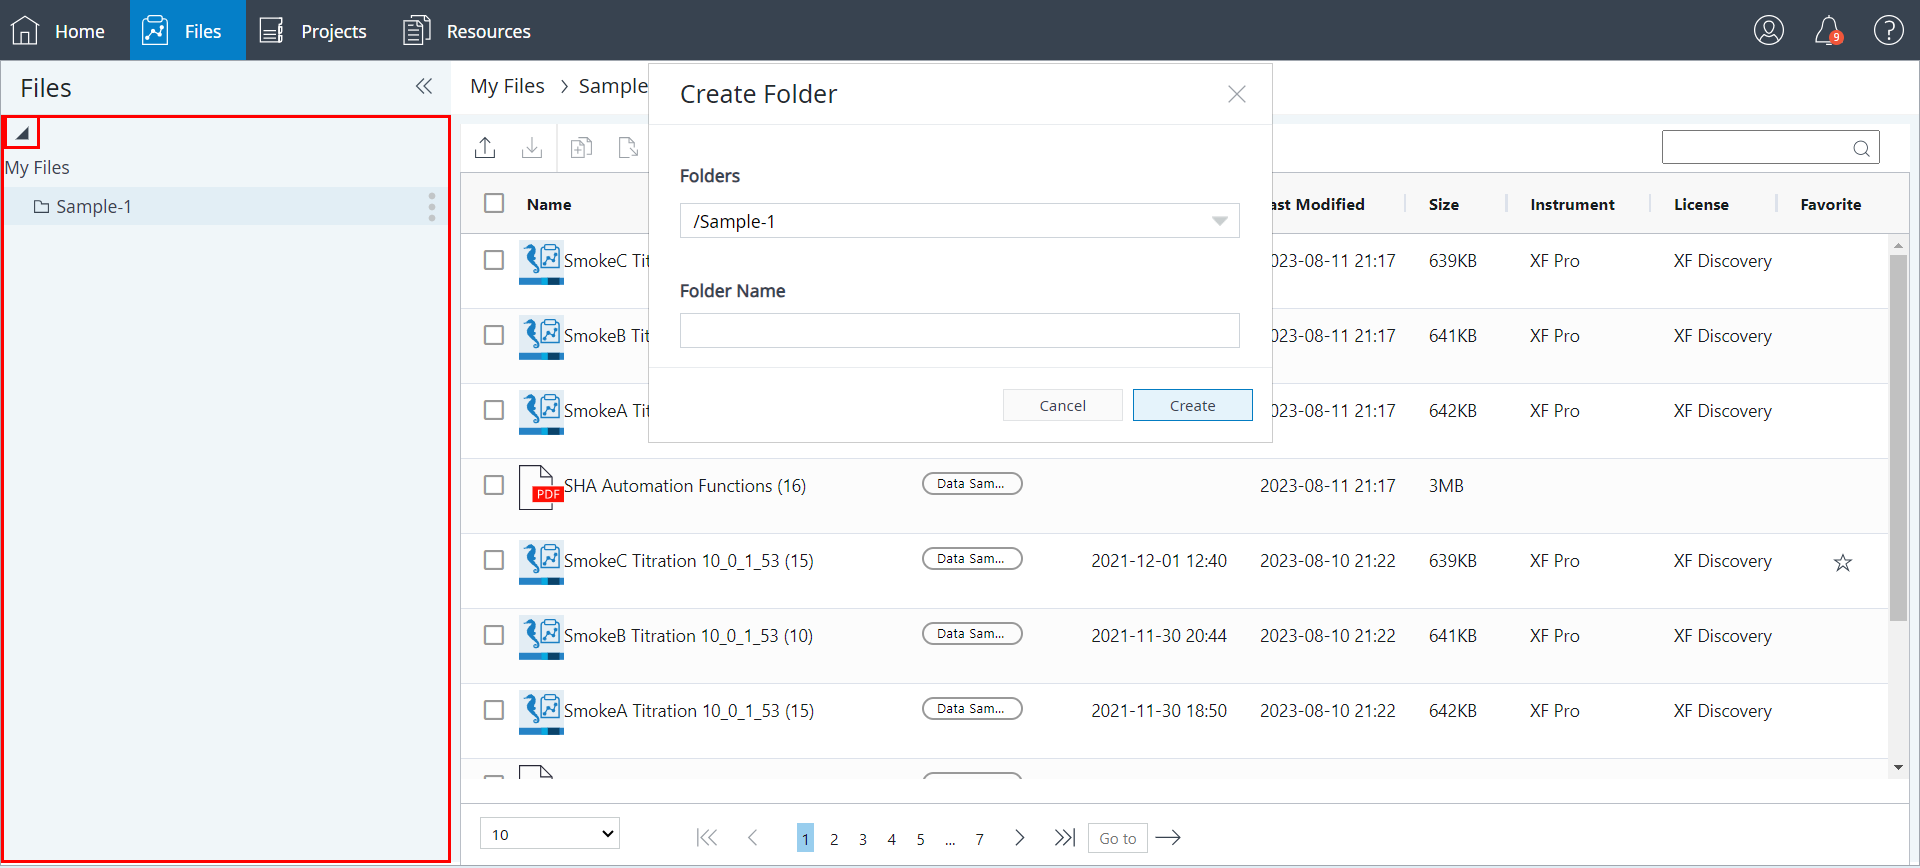 Home Files Projects Resources 9 ?
Files
My Files
Sample-1
My Files > Sample
Create Folder
Folders
/Sample-1
Folder Name
Cancel Create
Name ast Modified Size Instrument License Favorite
SmokeC Tit 023-08-11 21:17 639KB XF Pro XF Discovery
SmokeB Tit 023-08-11 21:17 641KB XF Pro XF Discovery
SmokeA Tit 023-08-11 21:17 642KB XF Pro XF Discovery
PDF SHA Automation Functions (16) Data Sam... 2023-08-11 21:17 3MB
SmokeC Titration 10_0_1_53 (15) Data Sam... 2021-12-01 12:40 2023-08-10 21:22 639KB XF Pro XF Discovery
SmokeB Titration 10_0_1_53 (10) Data Sam... 2021-11-30 20:44 2023-08-10 21:22 641KB XF Pro XF Discovery
SmokeA Titration 10_0_1_53 (15) Data Sam... 2021-11-30 18:50 2023-08-10 21:22 642KB XF Pro XF Discovery
10 1 2 3 4 5 ... 7 Go to